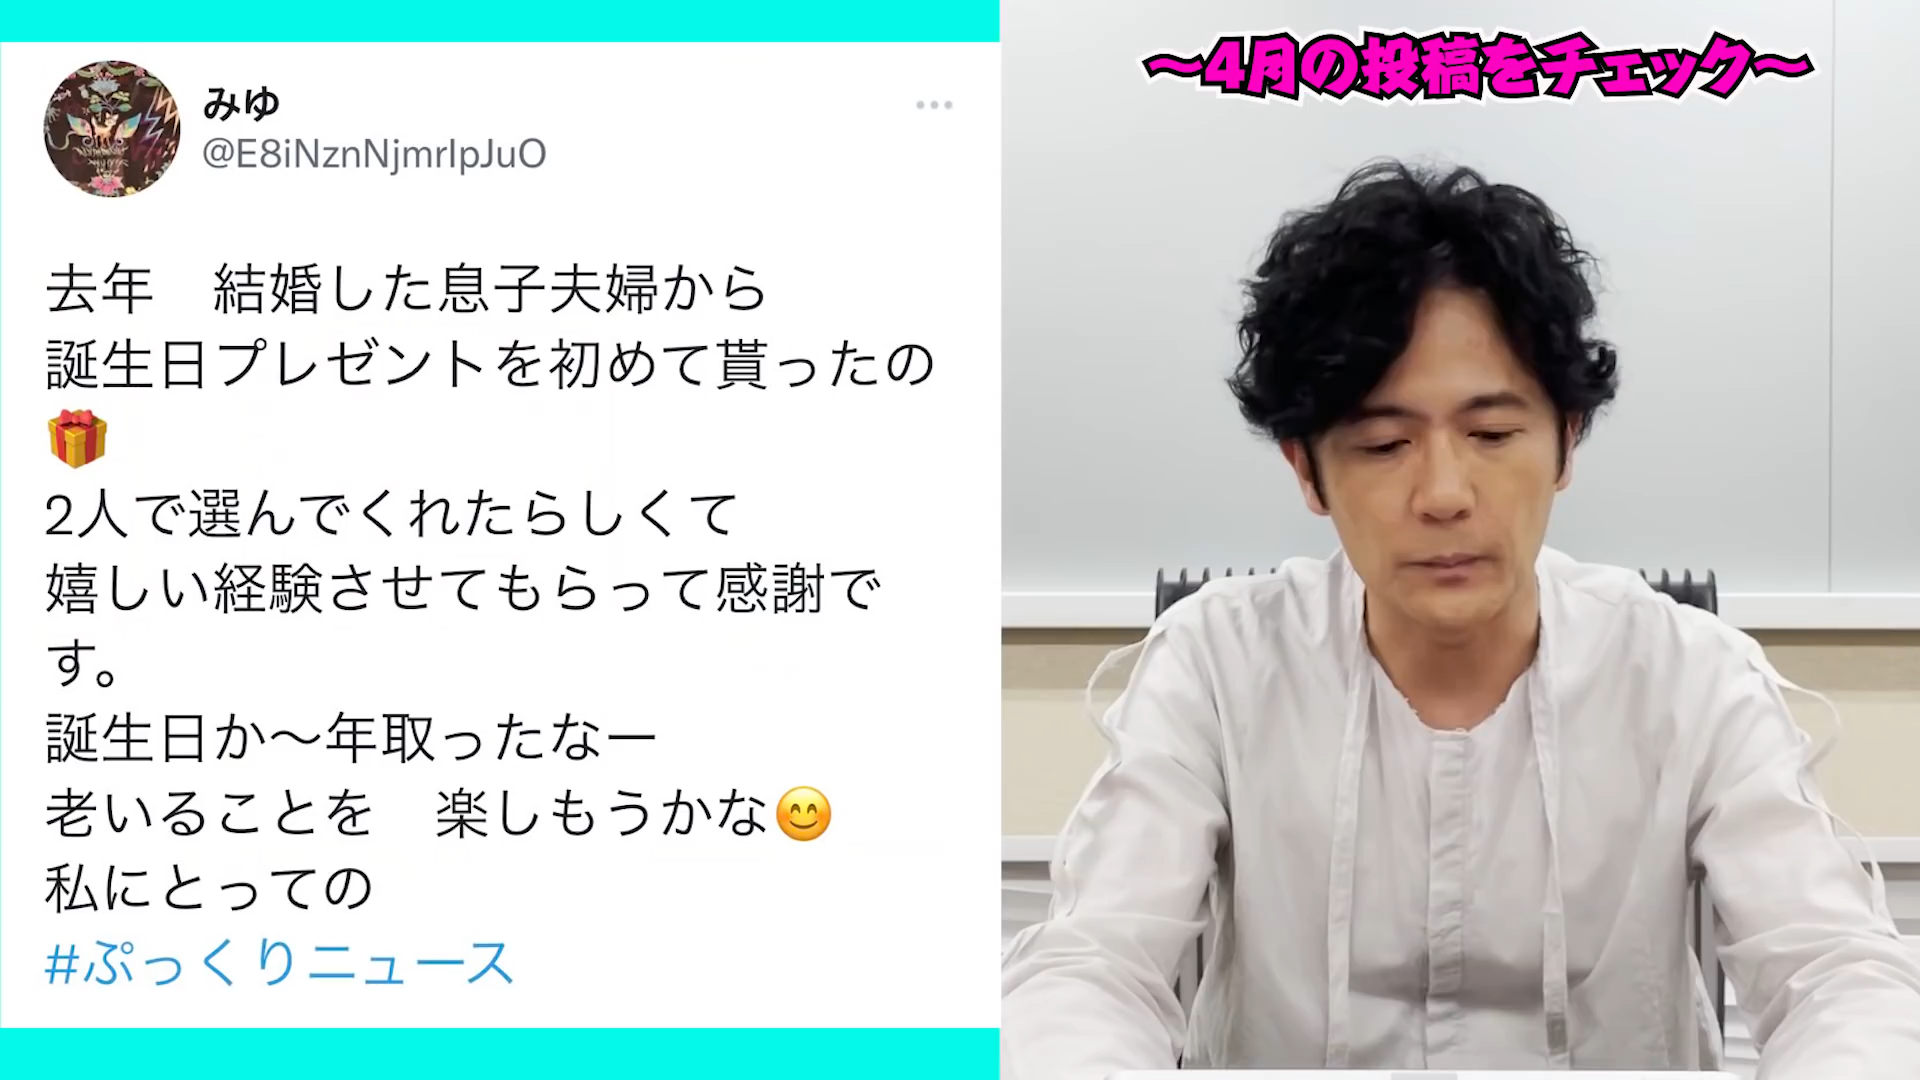 みゆ
@E8iNznNjmrIpJuO
去年　結婚した息子夫婦から
誕生日プレゼントを初めて貰ったの
🎁
2人で選んでくれたらしくて
嬉しい経験させてもらって感謝で
す。
誕生日か〜年取ったなー
老いることを　楽しもうかな😊
私にとっての
#ぷっくりニュース
〜4月の投稿をチェック〜